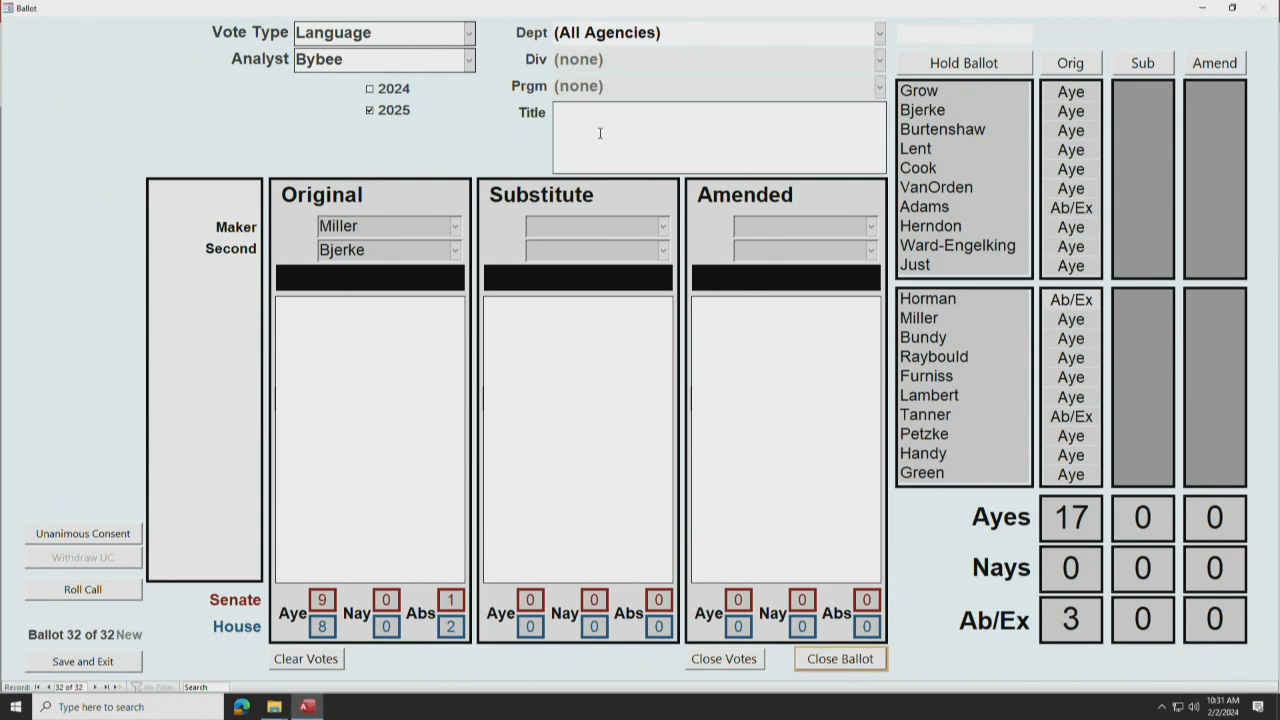 Ballot
Vote Type Language
Analyst Bybee
2024
2025
Dept (All Agencies)
Div (none)
Prgm (none)
Title
Hold Ballot Orig Sub Amend
Grow Aye
Bjerke Aye
Burtenshaw Aye
Lent Aye
Cook Aye
VanOrden Aye
Adams Ab/Ex
Herndon Aye
Ward-Engelking Aye
Just Aye
Horman Ab/Ex
Miller Aye
Bundy Aye
Raybould Aye
Furniss Aye
Lambert Aye
Tanner Ab/Ex
Petzke Aye
Handy Aye
Green Aye
Ayes 17 0 0
Nays 0 0 0
Ab/Ex 3 0 0
Original Substitute Amended
Maker Miller
Second Bjerke
Unanimous Consent
Withdraw UC
Roll Call
Senate Aye 9 Nay 0 Abs 1 Aye 0 Nay 0 Abs 0 Aye 0 Nay 0 Abs 0
House 8 0 2 0 0 0 0 0 0
Ballot 32 of 32 New
Save and Exit
Clear Votes Close Votes Close Ballot
Record: 32 of 32 No Filter Search
Type here to search
10:31 AM
2/2/2024